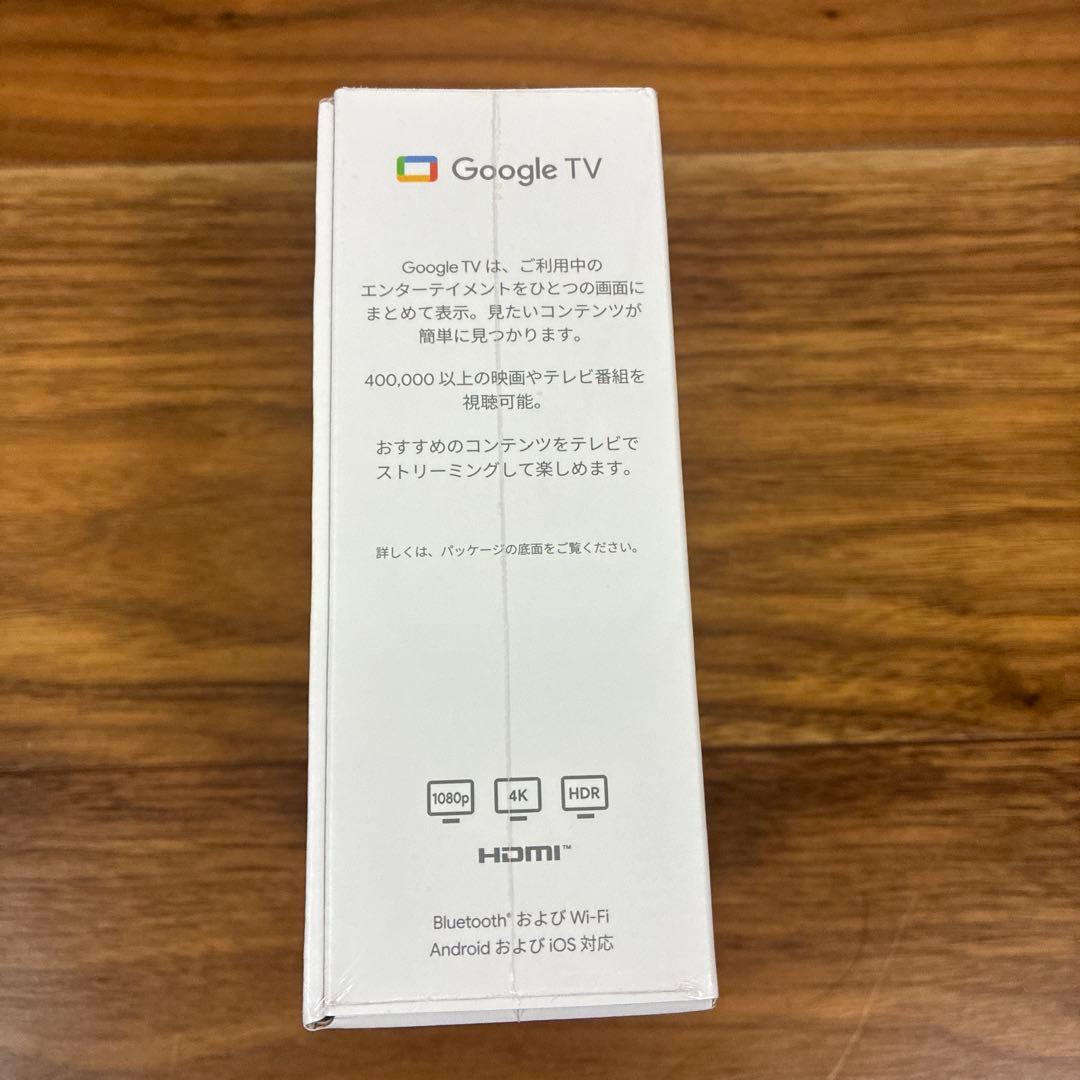 Google TV
Google TV は、ご利用中の
エンターテイメントをひとつの画面に
まとめて表示。見たいコンテンツが
簡単に見つかります。
400,000 以上の映画やテレビ番組を
視聴可能。
おすすめのコンテンツをテレビで
ストリーミングして楽しめます。
詳しくは、パッケージの底面をご覧ください。
1080p 4K HDR
HDMI™
Bluetooth® および Wi-Fi
Android および iOS 対応